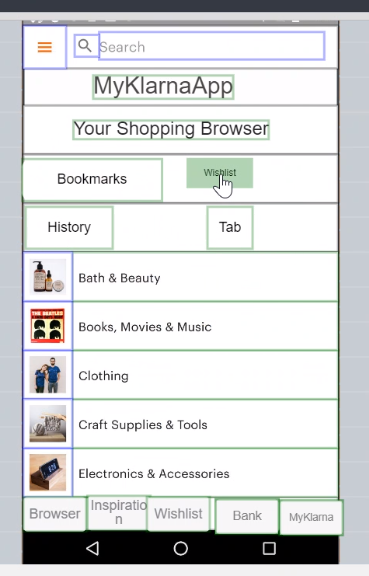 Search
MyKlarnaApp
Your Shopping Browser
Bookmarks
Wishlist
History
Tab
Bath & Beauty
THE BEATLES
Books, Movies & Music
Clothing
Craft Supplies & Tools
Electronics & Accessories
Browser
Inspiratio
n
Wishlist
Bank
MyKlarna